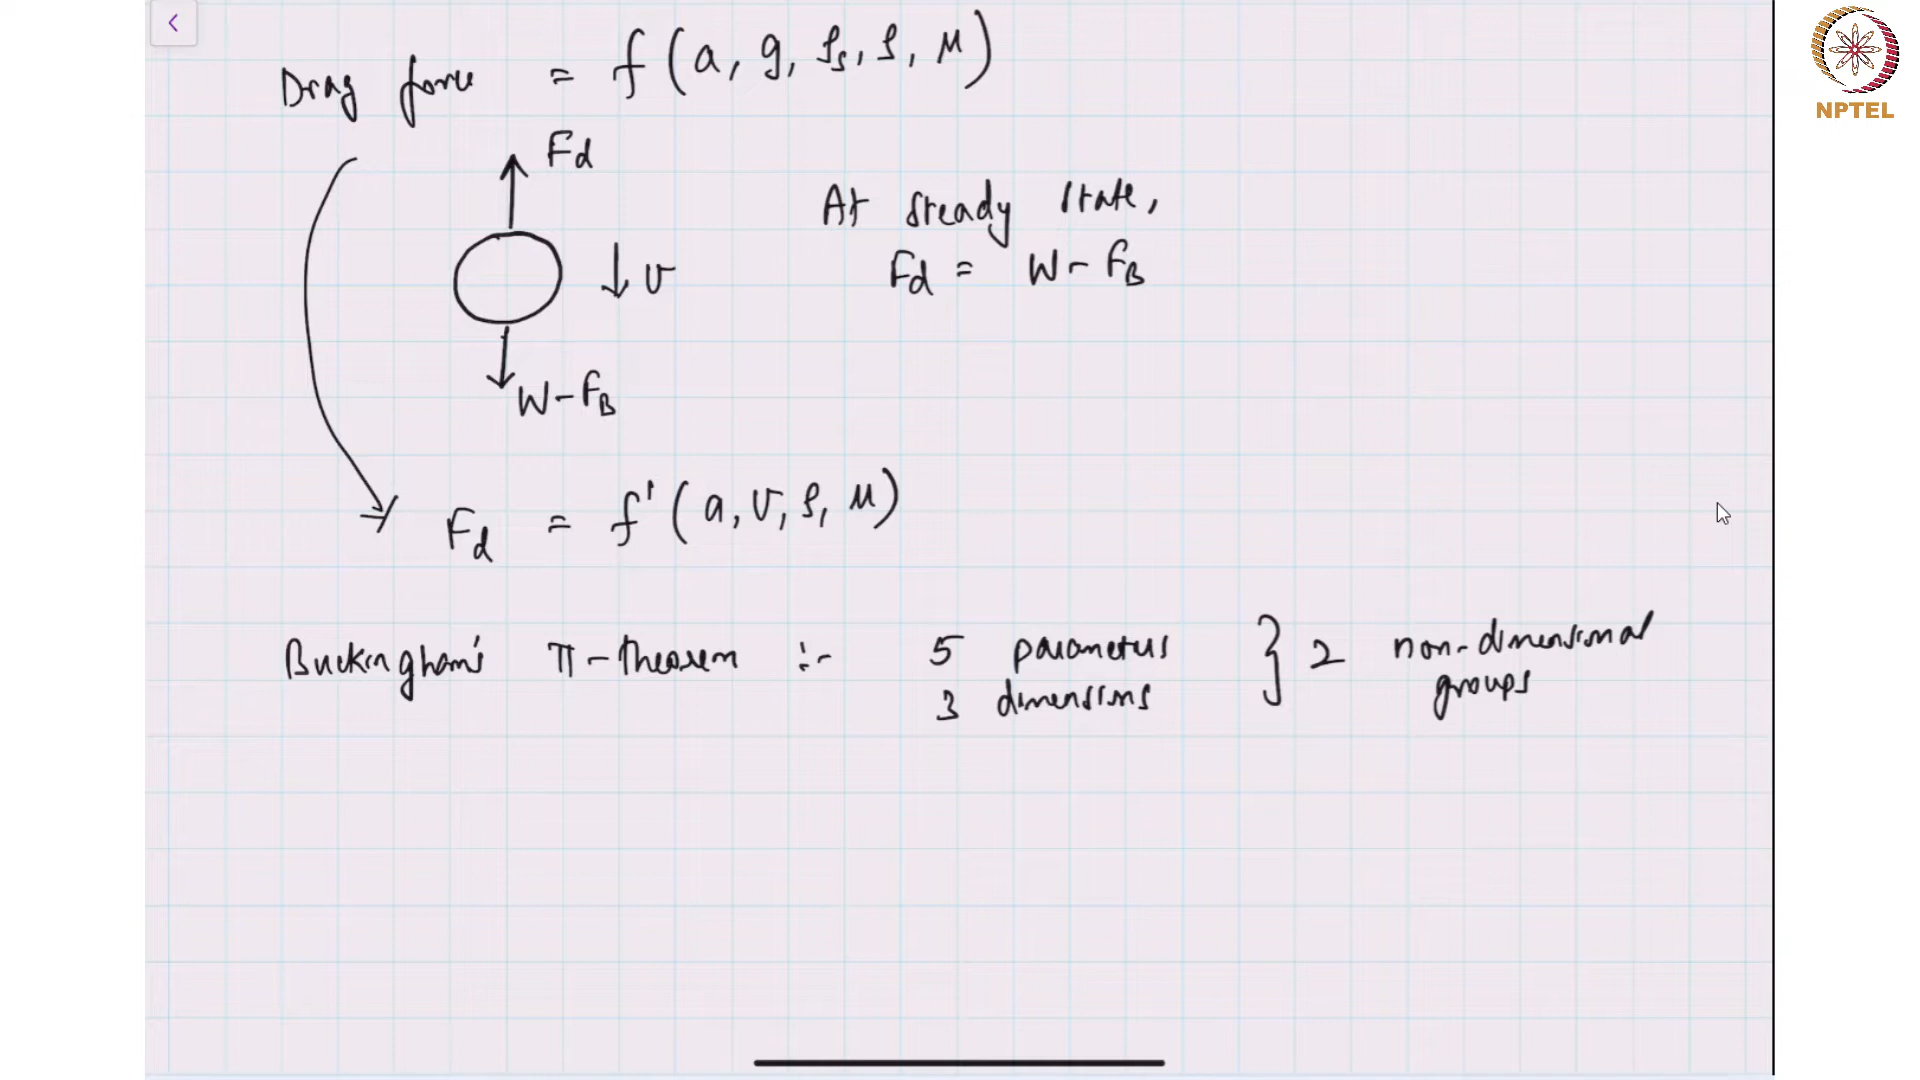 Drag force = f(a, g, ρs, ρ, μ)
Fd
At steady state,
Fd = W - FB
↓ v
W - FB
Fd = f'(a, v, ρ, μ)
Buckingham's π-theorem :- 5 parameters } 2 non-dimensional
3 dimensions groups
NPTEL